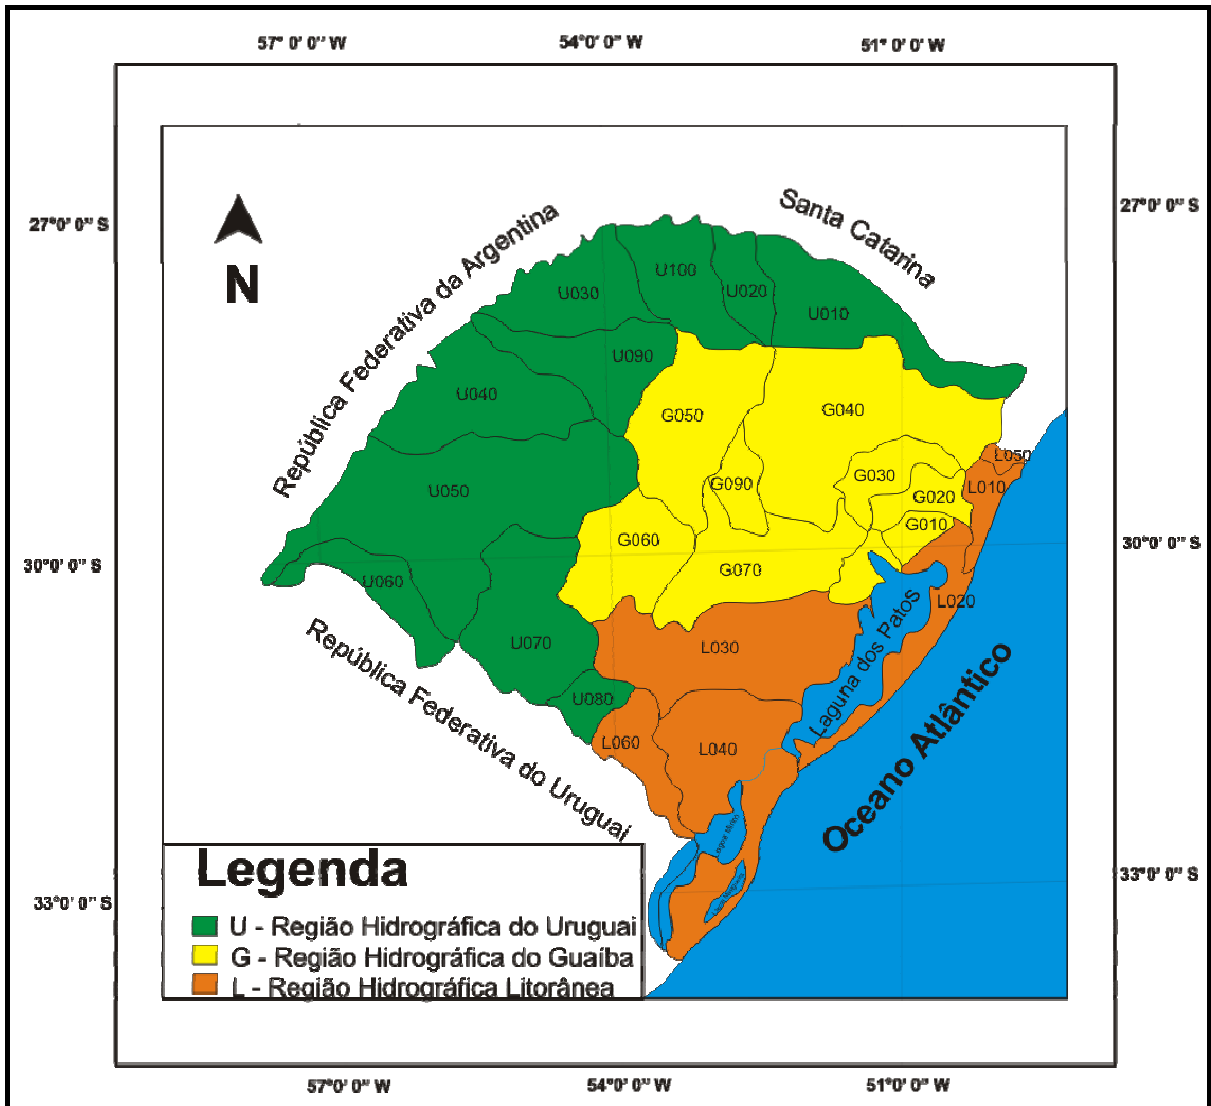 57° 0' 0" W
54°0' 0" W
51° 0' 0" W
27°0' 0" S
27°0' 0" S
Santa Catarina
República Federativa da Argentina
N
U100
U020
U030
U010
U090
U040
G050
G040
L050
G030
G090
L010
U050
G020
G010
G060
30°0' 0" S
30°0' 0" S
G070
U060
L020
Laguna dos Patos
U070
L030
República Federativa do Uruguai
U080
L060
L040
Oceano Atlântico
33°0' 0" S
33°0' 0" S
Legenda
U - Região Hidrográfica do Uruguai
G - Região Hidrográfica do Guaíba
L - Região Hidrográfica Litorânea
57°0' 0" W
54°0' 0" W
51°0' 0" W